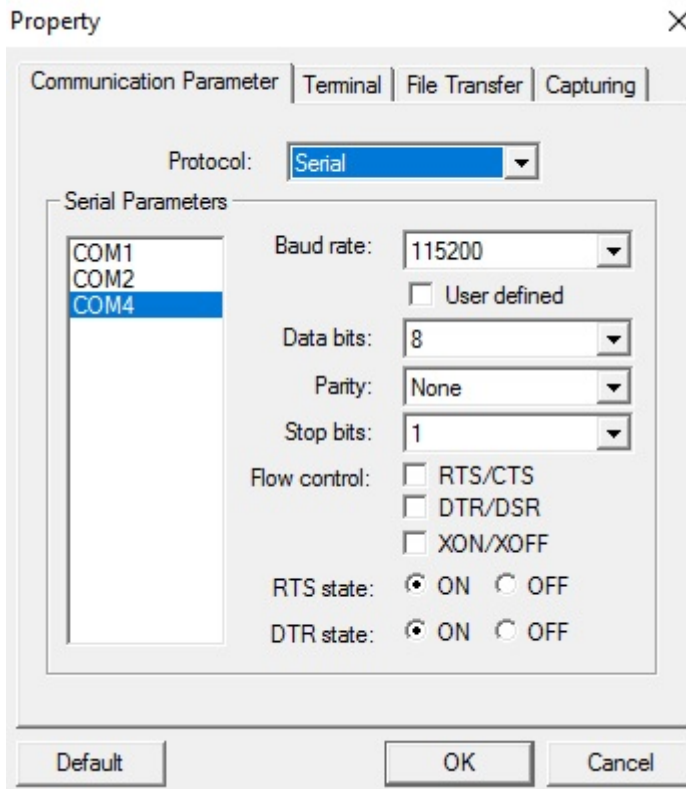 Property
Communication Parameter Terminal File Transfer Capturing
Protocol: Serial
Serial Parameters
COM1
COM2
COM4
Baud rate: 115200
User defined
Data bits: 8
Parity: None
Stop bits: 1
Flow control: RTS/CTS
DTR/DSR
XON/XOFF
RTS state: ON OFF
DTR state: ON OFF
Default OK Cancel